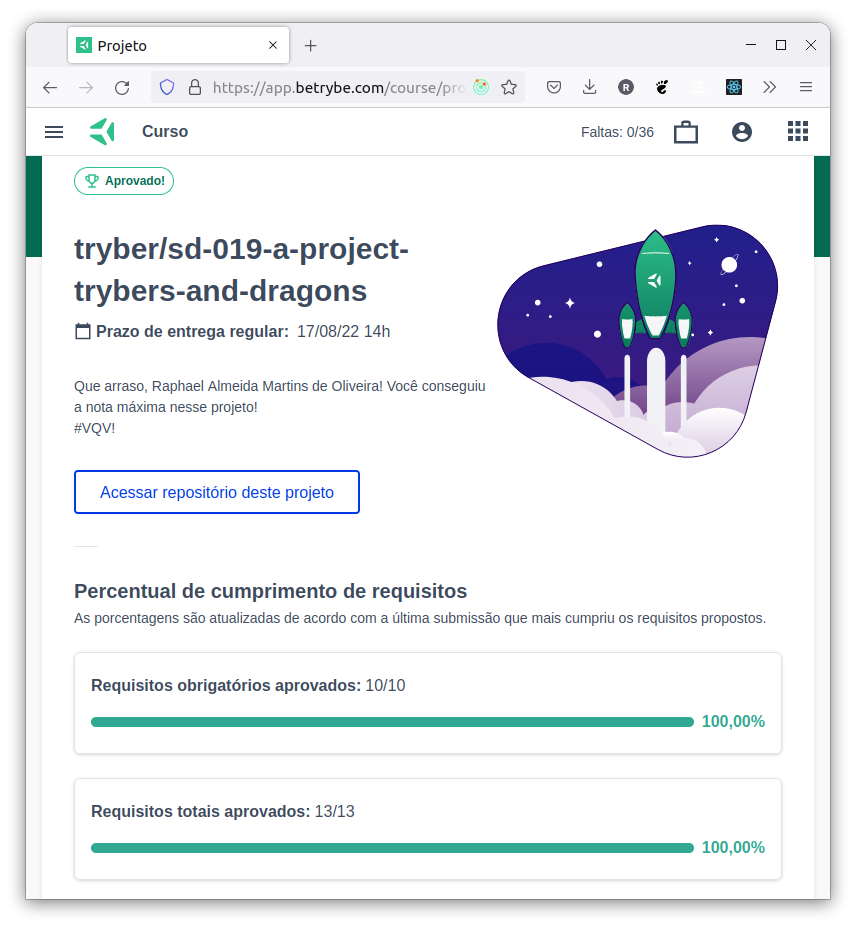 Projeto
https://app.betrybe.com/course/pro
Curso
Faltas: 0/36
Aprovado!
tryber/sd-019-a-project-
trybers-and-dragons
Prazo de entrega regular: 17/08/22 14h
Que arraso, Raphael Almeida Martins de Oliveira! Você conseguiu
a nota máxima nesse projeto!
#VQV!
Acessar repositório deste projeto
Percentual de cumprimento de requisitos
As porcentagens são atualizadas de acordo com a última submissão que mais cumpriu os requisitos propostos.
Requisitos obrigatórios aprovados: 10/10
100,00%
Requisitos totais aprovados: 13/13
100,00%